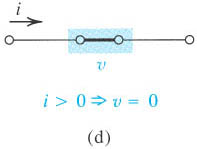 i
v
i > 0 ⇒ v = 0
(d)